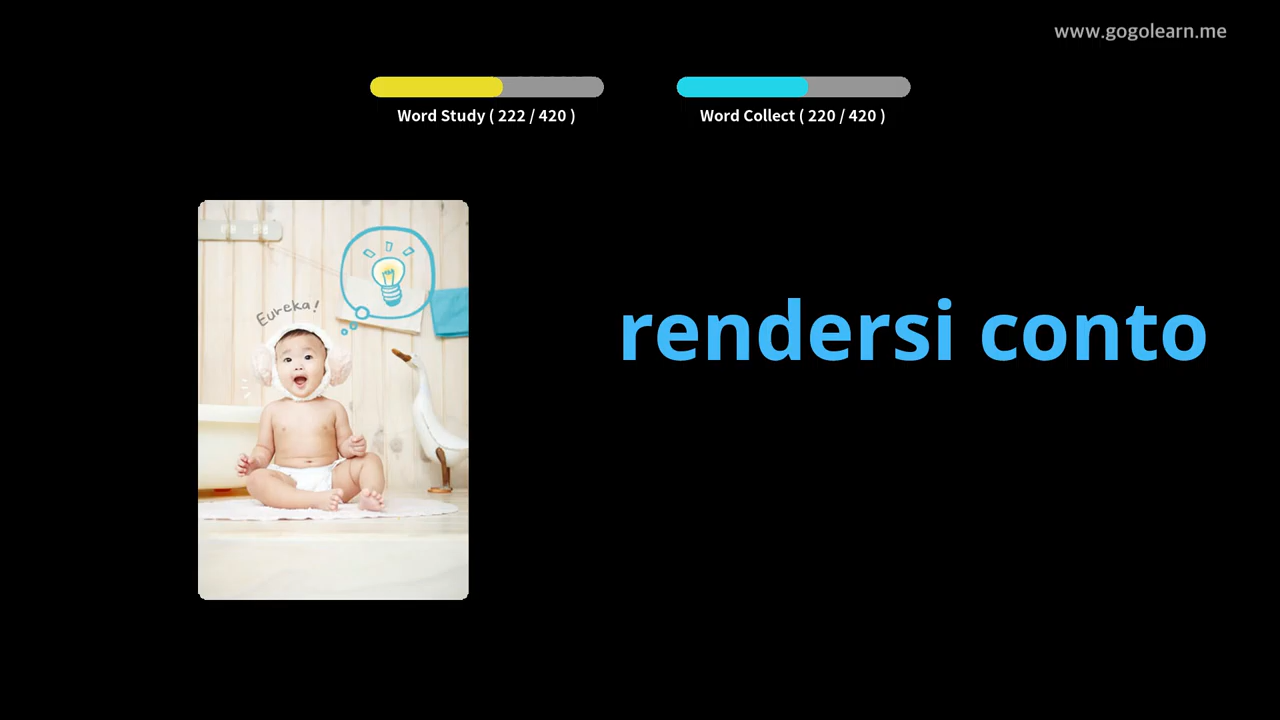 www.gogolearn.me
Word Study ( 222 / 420 )
Word Collect ( 220 / 420 )
Eureka!
rendersi conto